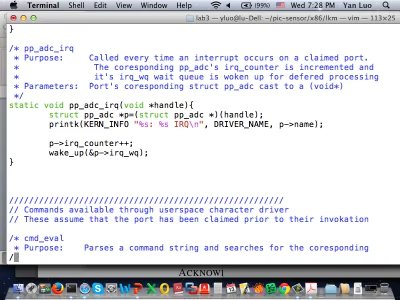 Terminal Shell Edit View Window Help (99%) Wed 7:28 PM Yan Luo
lab3 — yluo@lu-Dell: ~/pic-sensor/x86/lkm — vim — 113×25
}
/* pp_adc_irq
 * Purpose: Called every time an interrupt occurs on a claimed port.
 * The coresponding pp_adc's irq_counter is incremented and
 * it's irq_wq wait queue is woken up for defered processing
 * Parameters: Port's corresponding struct pp_adc cast to a (void*)
 */
static void pp_adc_irq(void *handle){
struct pp_adc *p=(struct pp_adc *)(handle);
printk(KERN_INFO "%s: %s IRQ\n", DRIVER_NAME, p->name);
p->irq_counter++;
wake_up(&p->irq_wq);
}
// Commands available through userspace character driver
// These assume that the port has been claimed prior to their invokation
/* cmd_eval
 * Purpose: Parses a command string and searches for the coresponding
/